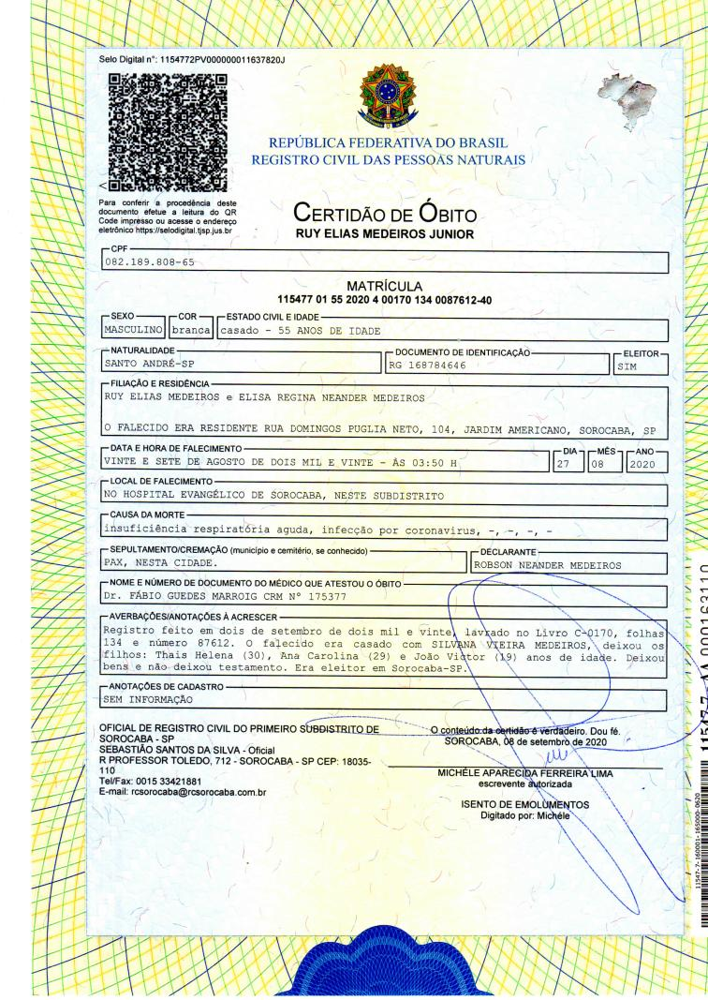 Selo Digital n°: 1154772PV000000011637820J
Para conferir a procedência deste
documento efetue a leitura do QR
Code impresso ou acesse o endereço
eletrônico https://selodigital.tjsp.jus.br
REPÚBLICA FEDERATIVA DO BRASIL
REGISTRO CIVIL DAS PESSOAS NATURAIS
CERTIDÃO DE ÓBITO
RUY ELIAS MEDEIROS JUNIOR
CPF
082.189.808-65
MATRÍCULA
115477 01 55 2020 4 00170 134 0087612-40
SEXO COR ESTADO CIVIL E IDADE
MASCULINO branca casado - 55 ANOS DE IDADE
NATURALIDADE DOCUMENTO DE IDENTIFICAÇÃO ELEITOR
SANTO ANDRÉ-SP RG 168784646 SIM
FILIAÇÃO E RESIDÊNCIA
RUY ELIAS MEDEIROS e ELISA REGINA NEANDER MEDEIROS
O FALECIDO ERA RESIDENTE RUA DOMINGOS PUGLIA NETO, 104, JARDIM AMERICANO, SOROCABA, SP
DATA E HORA DE FALECIMENTO DIA MÊS ANO
VINTE E SETE DE AGOSTO DE DOIS MIL E VINTE - ÀS 03:50 H 27 08 2020
LOCAL DE FALECIMENTO
NO HOSPITAL EVANGÉLICO DE SOROCABA, NESTE SUBDISTRITO
CAUSA DA MORTE
insuficiência respiratória aguda, infecção por coronavirus, -, -, -, -
SEPULTAMENTO/CREMAÇÃO (município e cemitério, se conhecido) DECLARANTE
PAX, NESTA CIDADE. ROBSON NEANDER MEDEIROS
NOME E NÚMERO DE DOCUMENTO DO MÉDICO QUE ATESTOU O ÓBITO
Dr. FÁBIO GUEDES MARROIG CRM N° 175377
AVERBAÇÕES/ANOTAÇÕES À ACRESCER
Registro feito em dois de setembro de dois mil e vinte, lavrado no Livro C-0170, folhas
134 e número 87612. O falecido era casado com SILVANA VIEIRA MEDEIROS, deixou os
filhos: Thais Helena (30), Ana Carolina (29) e João Victor (19) anos de idade. Deixou
bens e não deixou testamento. Era eleitor em Sorocaba-SP.
ANOTAÇÕES DE CADASTRO
SEM INFORMAÇÃO
OFICIAL DE REGISTRO CIVIL DO PRIMEIRO SUBDISTRITO DE
SOROCABA - SP
SEBASTIÃO SANTOS DA SILVA - Oficial
R PROFESSOR TOLEDO, 712 - SOROCABA - SP CEP: 18035-
110
Tel/Fax: 0015 33421881
E-mail: rcsorocaba@rcsorocaba.com.br
O conteúdo da certidão é verdadeiro. Dou fé.
SOROCABA, 08 de setembro de 2020
MICHÉLE APARECIDA FERREIRA LIMA
escrevente autorizada
ISENTO DE EMOLUMENTOS
Digitado por: Michéle
11547-7-160001-165000-0620
11547-7 AA 000163110